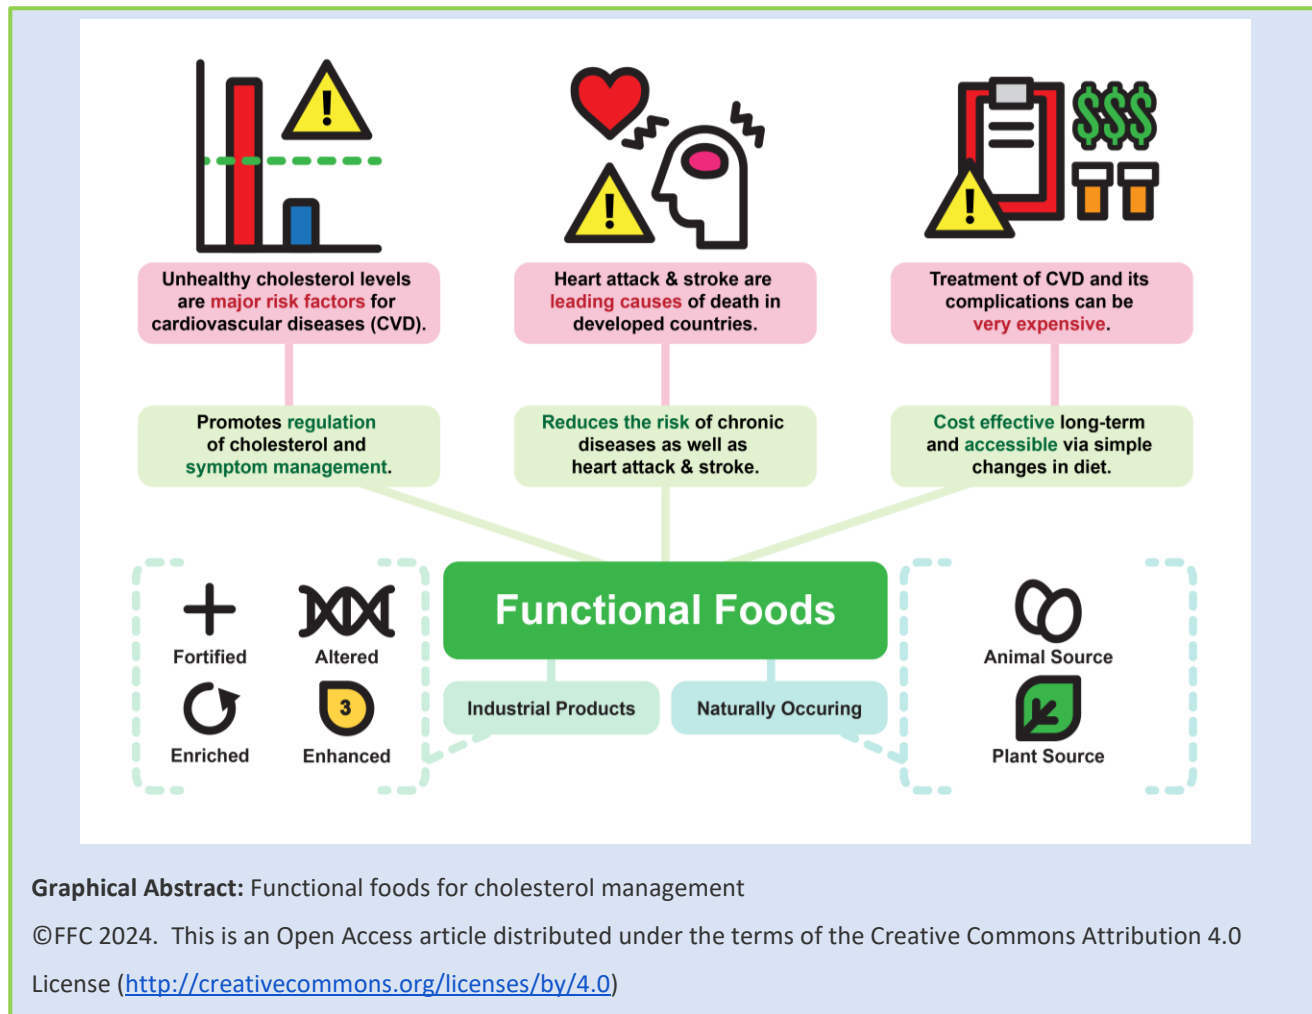 !
!
!
$$$
Unhealthy cholesterol levels
are major risk factors for
cardiovascular diseases (CVD).
Heart attack & stroke are
leading causes of death in
developed countries.
Treatment of CVD and its
complications can be
very expensive.
Promotes regulation
of cholesterol and
symptom management.
Reduces the risk of chronic
diseases as well as
heart attack & stroke.
Cost effective long-term
and accessible via simple
changes in diet.
Functional Foods
Fortified
Altered
3
Enriched
Enhanced
Industrial Products
Naturally Occuring
Animal Source
Plant Source
Graphical Abstract: Functional foods for cholesterol management
©FFC 2024. This is an Open Access article distributed under the terms of the Creative Commons Attribution 4.0
License (http://creativecommons.org/licenses/by/4.0)